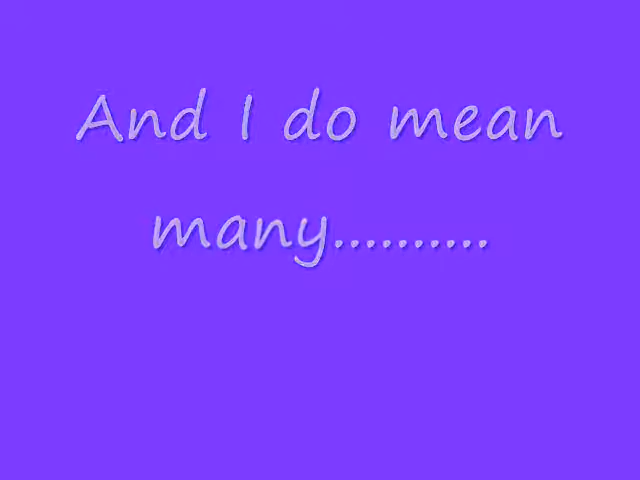 And I do mean
many..........